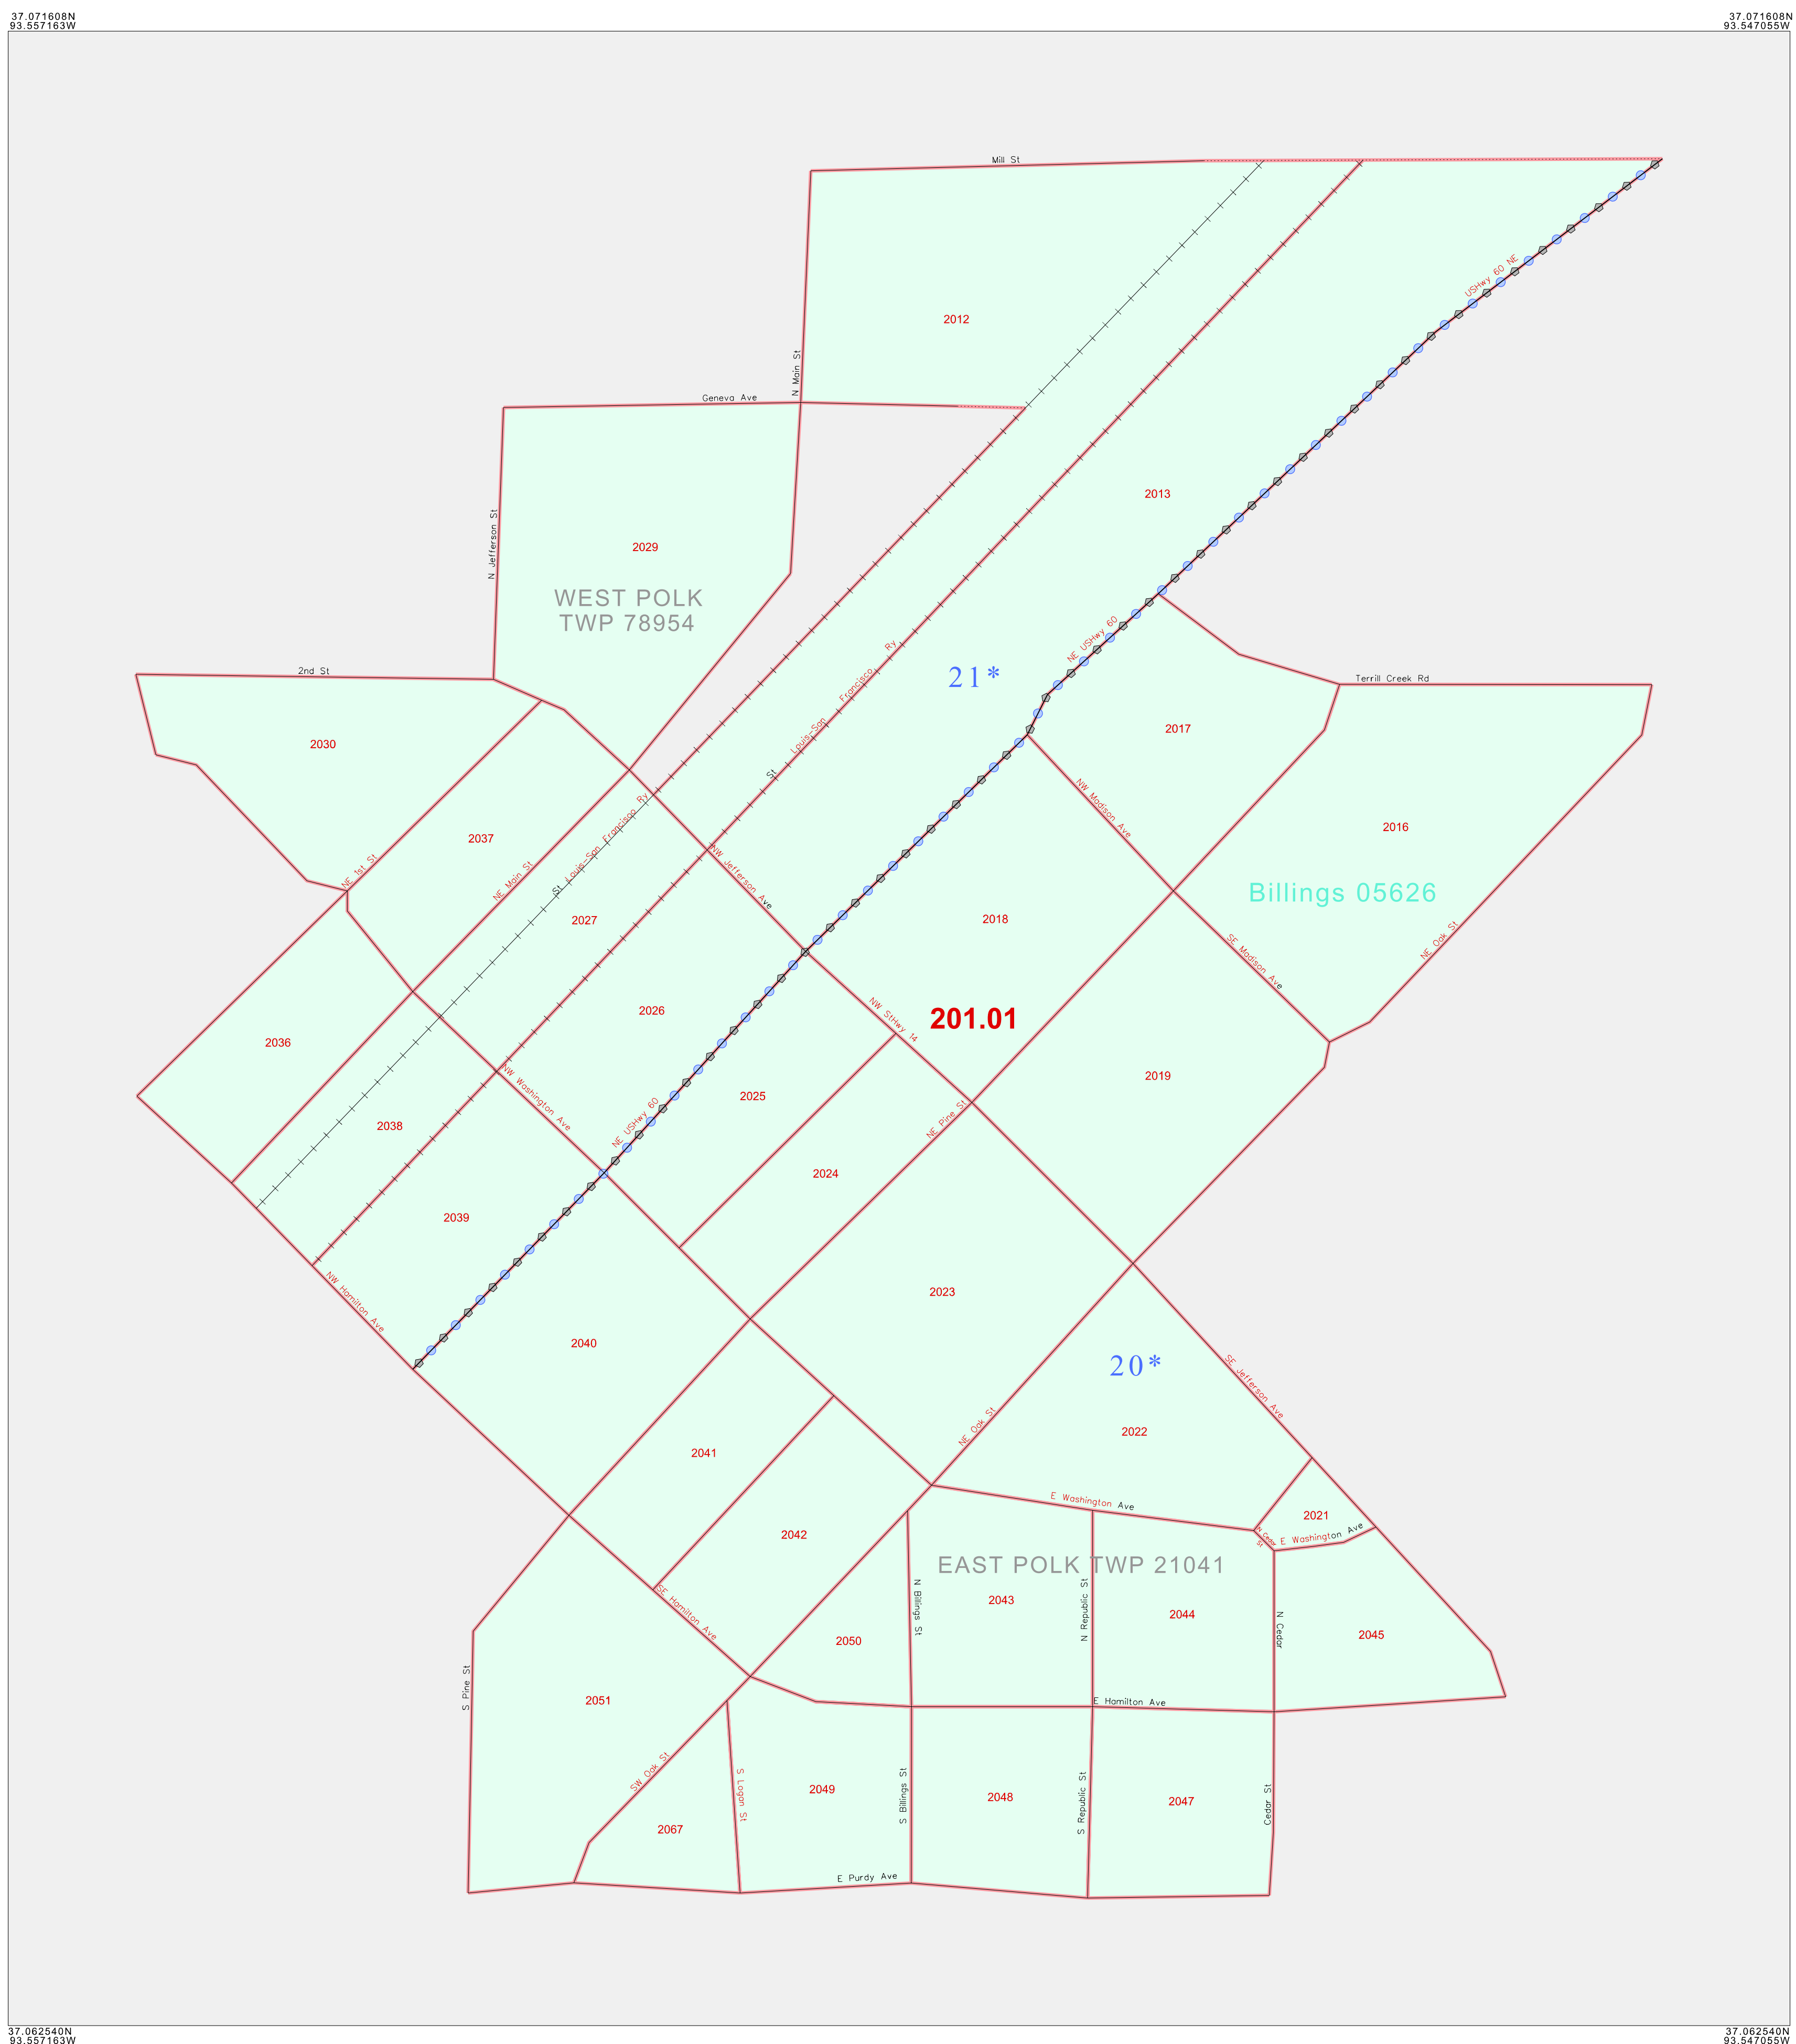 37.071608N
93.557163W
37.071608N
93.547055W
Mill St
USHwy 60 NE
2012
N Main St
Geneva Ave
2013
N Jefferson St
2029
WEST POLK
TWP 78954
NE USHwy 60
St Louis-San Francisco Ry
21*
2nd St
Terrill Creek Rd
2030
2017
NW Madison Ave
2016
2037
NE 1st St
NE Main St
St Louis-San Francisco Ry
NW Jefferson Ave
Billings 05626
2027
2018
SE Madison Ave
NE Oak St
2026
NW StHwy 14
201.01
2036
2019
2025
NW Washington Ave
NE USHwy 60
NE Pine St
2038
2024
2039
NW Hamilton Ave
2023
2040
20*
SE Jefferson Ave
NE Oak St
2022
2041
E Washington Ave
2021
N Cedar
St
E Washington Ave
2042
EAST POLK TWP 21041
N Billings St
2043
N Republic St
2044
N Cedar
2045
SE Hamilton Ave
2050
S Pine St
2051
E Hamilton Ave
SW Oak St
S Logan St
2049
S Billings St
2048
S Republic St
2047
Cedar St
2067
E Purdy Ave
37.062540N
93.557163W
37.062540N
93.547055W